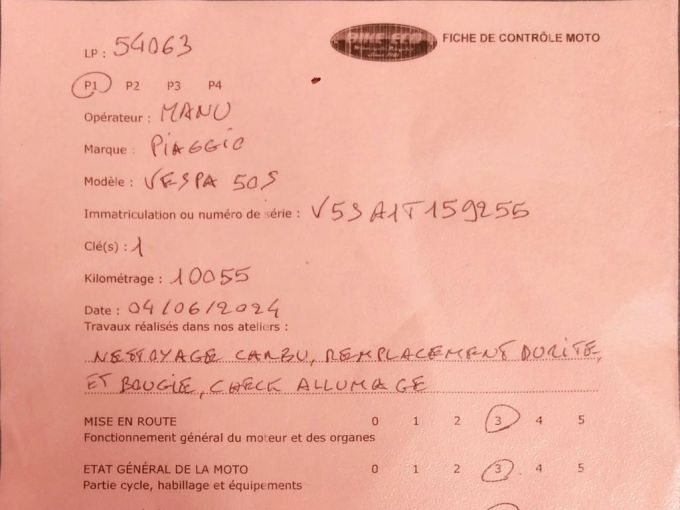 LP : 54063
FICHE DE CONTRÔLE MOTO
P1 P2 P3 P4
Opérateur : MANU
Marque : PIAGGIO
Modèle : VESPA 50S
Immatriculation ou numéro de série : V5SA1T159255
Clé(s) : 1
Kilométrage : 10055
Date : 04/06/2024
Travaux réalisés dans nos ateliers :
NETTOYAGE CARBU, REMPLACEMENT DURITE,
ET BOUGIE, CHECK ALLUMAGE
MISE EN ROUTE 0 1 2 3 4 5
Fonctionnement général du moteur et des organes
ETAT GÉNÉRAL DE LA MOTO 0 1 2 3 4 5
Partie cycle, habillage et équipements